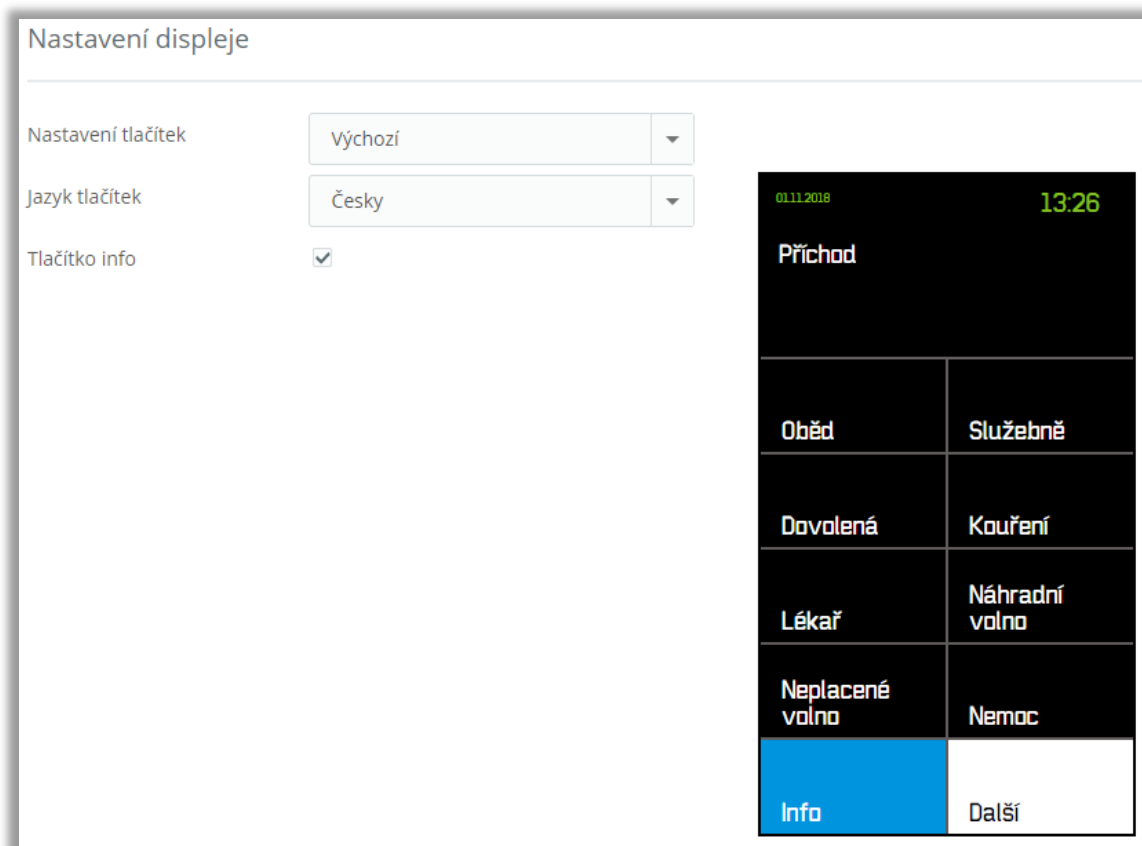 Nastavení displeje
Nastavení tlačítek
Výchozí
Jazyk tlačítek
Česky
Tlačítko info
01.11.2018
13:26
Příchod
Oběd
Služebně
Dovolená
Kouření
Lékař
Náhradní
volno
Neplacené
volno
Nemoc
Info
Další